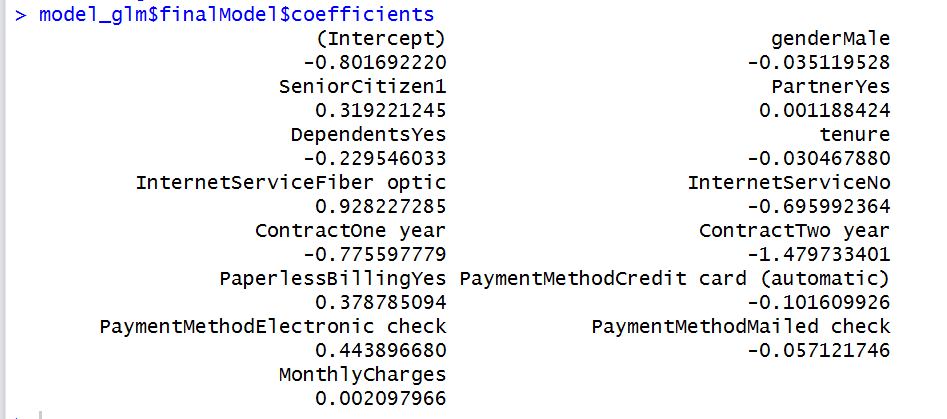 > model_glm$finalModel$coefficients
(Intercept) genderMale
-0.801692220 -0.035119528
SeniorCitizen1 PartnerYes
0.319221245 0.001188424
DependentsYes tenure
-0.229546033 -0.030467880
InternetServiceFiber optic InternetServiceNo
0.928227285 -0.695992364
ContractOne year ContractTwo year
-0.775597779 -1.479733401
PaperlessBillingYes PaymentMethodCredit card (automatic)
0.378785094 -0.101609926
PaymentMethodElectronic check PaymentMethodMailed check
0.443896680 -0.057121746
MonthlyCharges
0.002097966